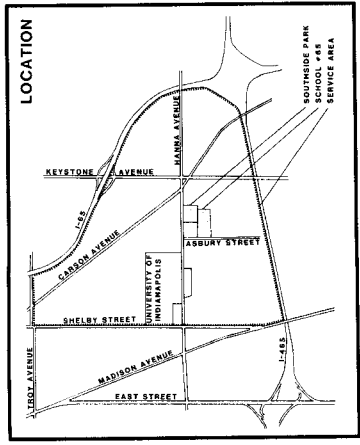 LOCATION
SOUTHSIDE PARK
SCHOOL #65
SERVICE AREA
HANNA AVENUE
KEYSTONE AVENUE
I-65
CARSON AVENUE
ASBURY STREET
UNIVERSITY OF
INDIANAPOLIS
SHELBY STREET
TROY AVENUE
MADISON AVENUE
EAST STREET
I-465